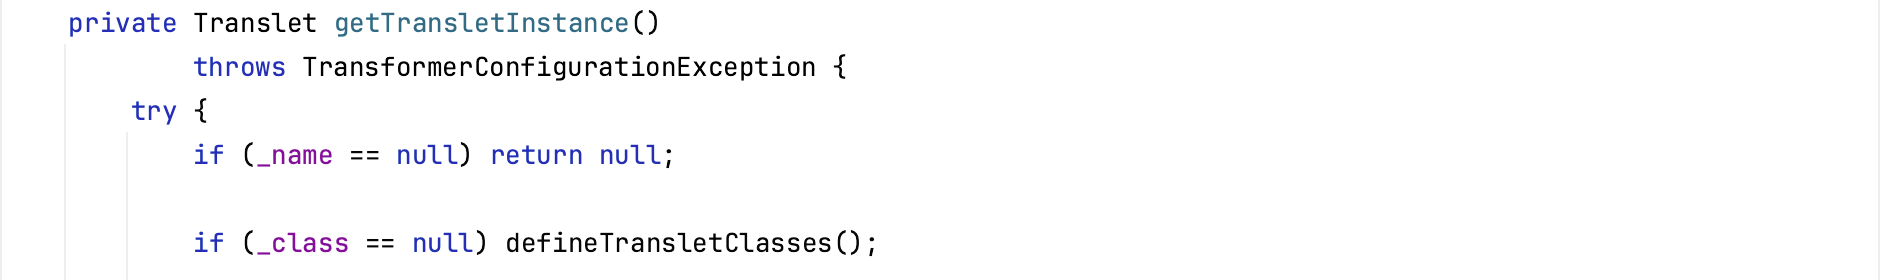 private Translet getTransletInstance()
throws TransformerConfigurationException {
try {
if (_name == null) return null;
if (_class == null) defineTransletClasses();